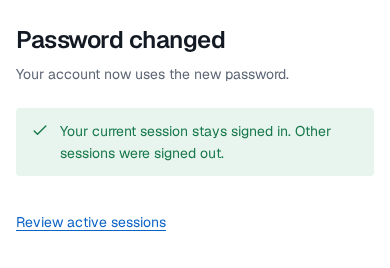 Password changed
Your account now uses the new password.
Your current session stays signed in. Other
sessions were signed out.
Review active sessions